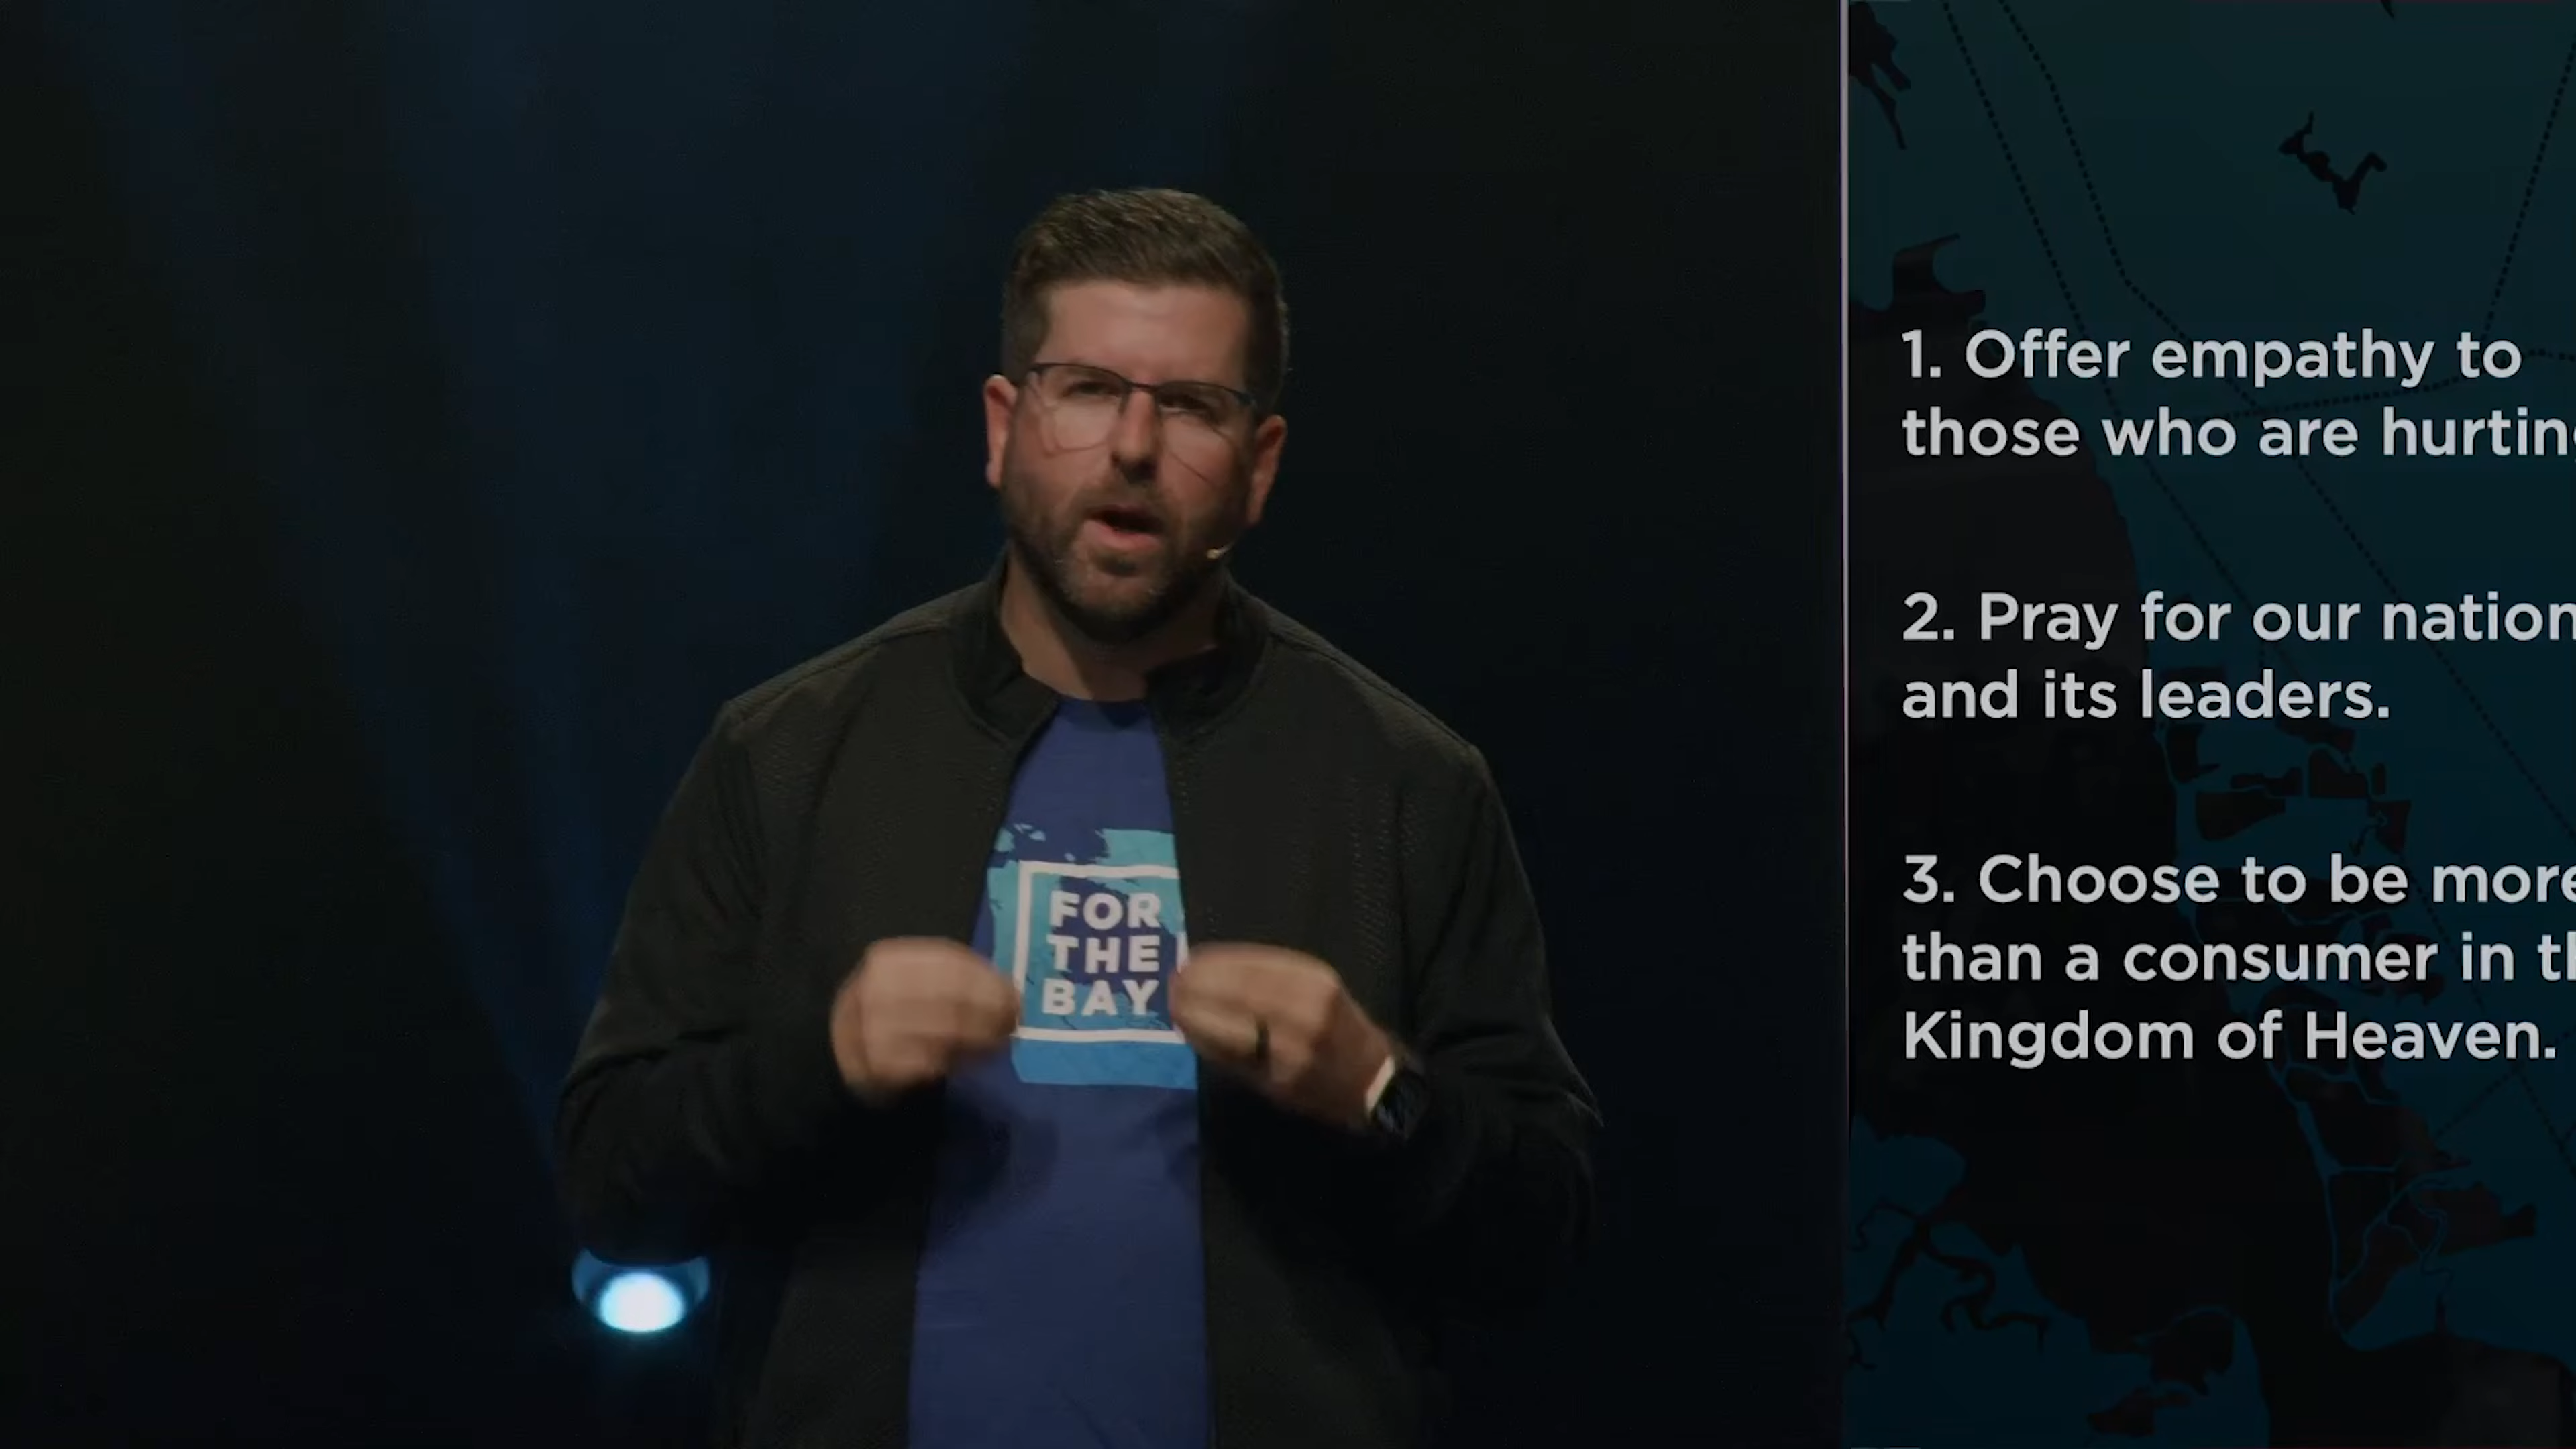 FOR
THE
BAY
1. Offer empathy to
those who are
2. Pray for our
and its leaders.
3. Choose to be
than a consumer in
Kingdom of Heaven.